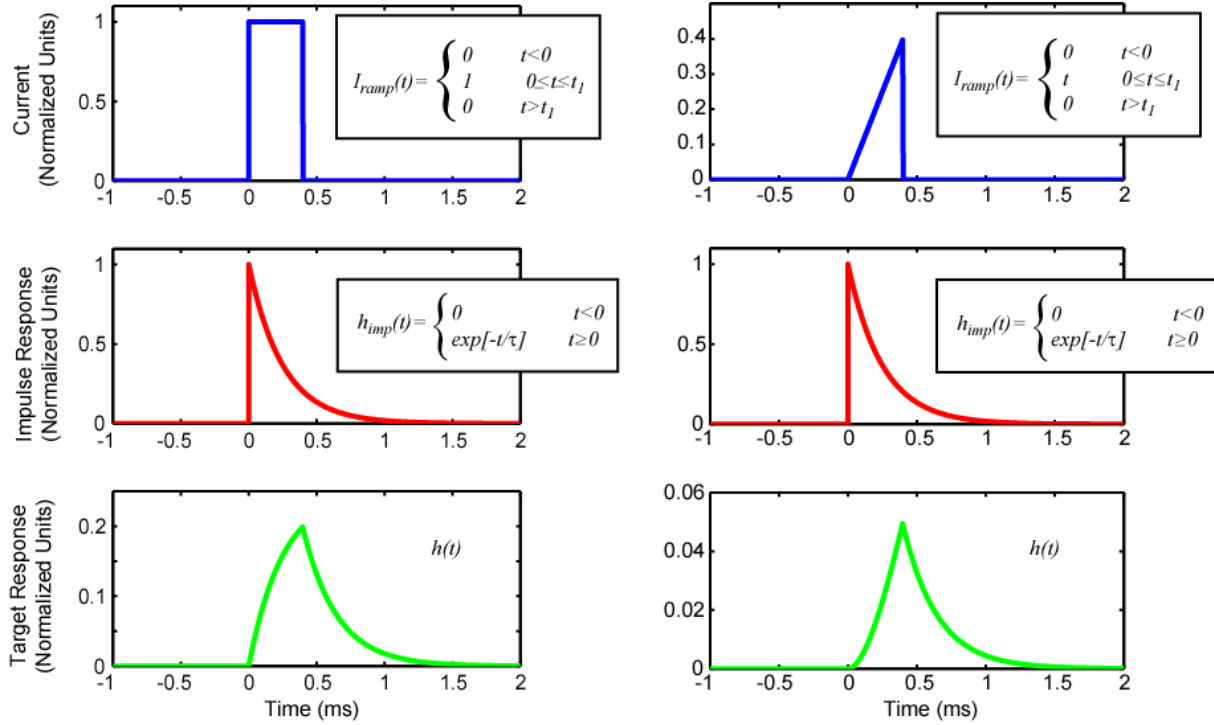 Current
(Normalized Units)
1
0.5
0
-1 -0.5 0 0.5 1 1.5 2
I_ramp(t)= { 0 t<0
1 0≤t≤t_1
0 t>t_1
0.4
0.3
0.2
0.1
0
-1 -0.5 0 0.5 1 1.5 2
I_ramp(t)= { 0 t<0
t 0≤t≤t_1
0 t>t_1
Impulse Response
(Normalized Units)
1
0.5
0
-1 -0.5 0 0.5 1 1.5 2
h_imp(t)= { 0 t<0
exp[-t/τ] t≥0
1
0.5
0
-1 -0.5 0 0.5 1 1.5 2
h_imp(t)= { 0 t<0
exp[-t/τ] t≥0
Target Response
(Normalized Units)
0.2
0.1
0
-1 -0.5 0 0.5 1 1.5 2
h(t)
Time (ms)
0.06
0.04
0.02
0
-1 -0.5 0 0.5 1 1.5 2
h(t)
Time (ms)